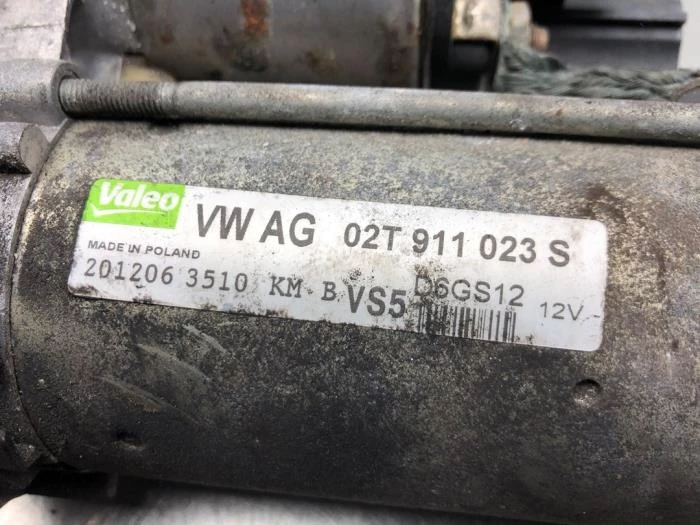 Valeo VW AG 02T 911 023 S
MADE IN POLAND
201206 3510 KM B VS5 D6GS12 12V